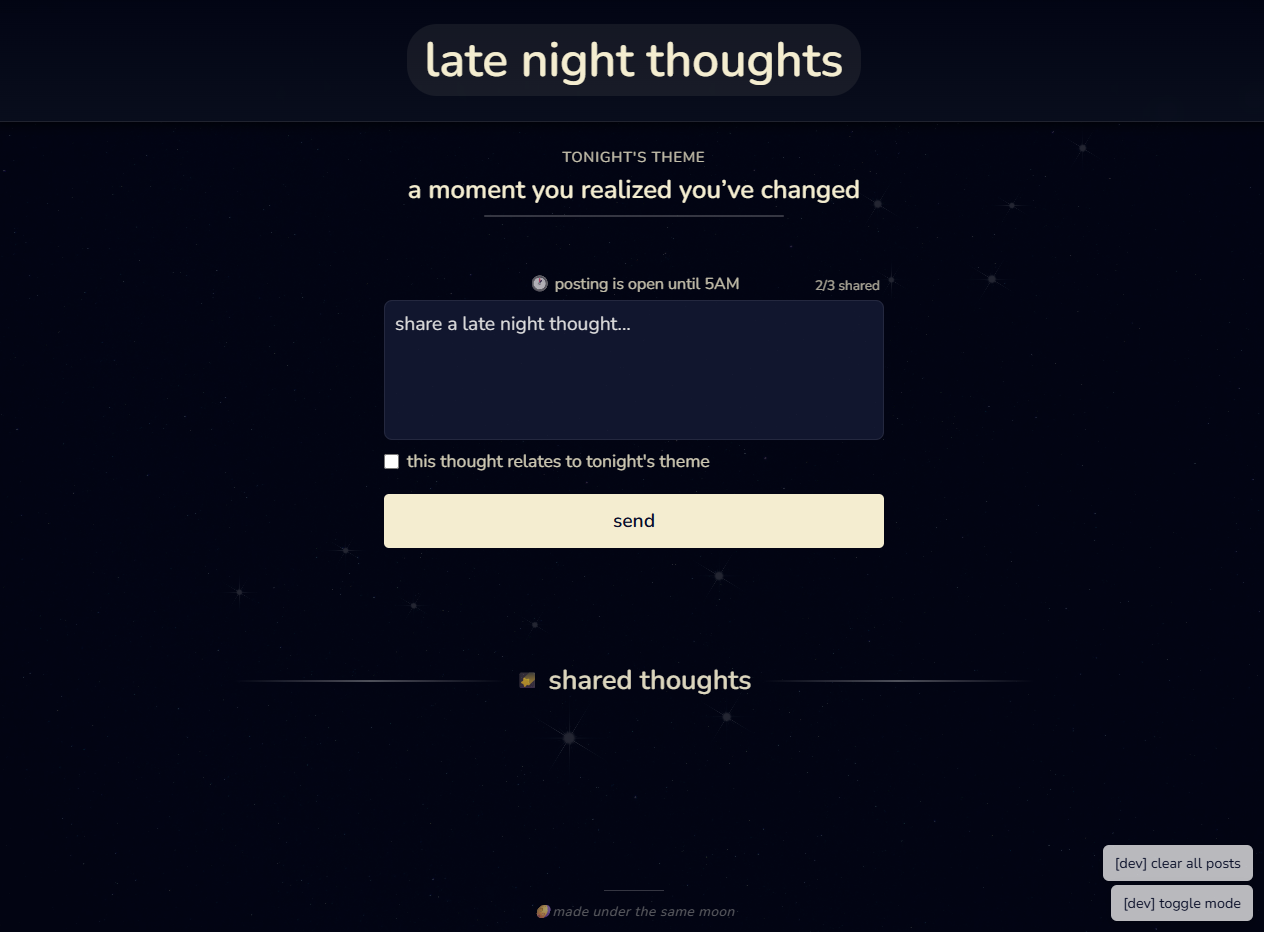 late night thoughts
TONIGHT'S THEME
a moment you realized you’ve changed
posting is open until 5AM
2/3 shared
share a late night thought...
this thought relates to tonight's theme
send
shared thoughts
[dev] clear all posts
[dev] toggle mode
made under the same moon